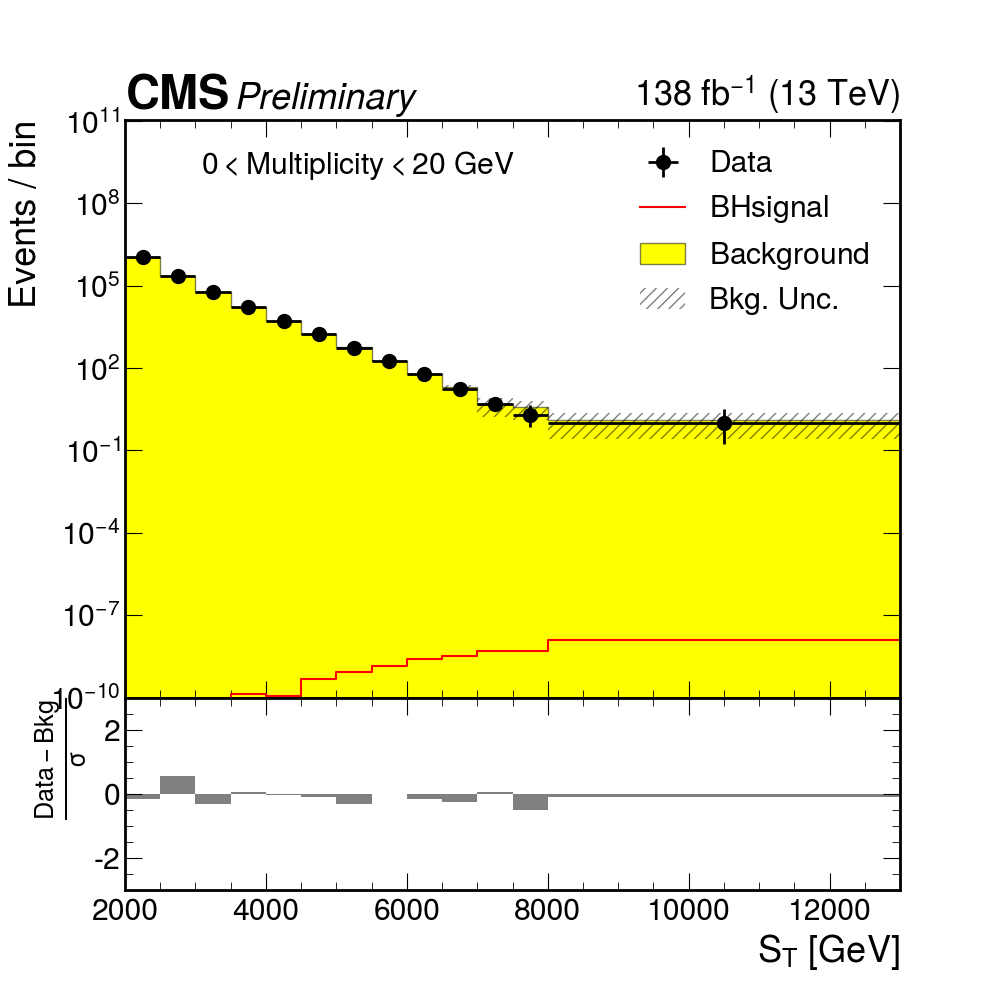 CMS Preliminary 138 fb⁻¹ (13 TeV)
Events / bin
10¹¹
10⁸
10⁵
10²
10⁻¹
10⁻⁴
10⁻⁷
10⁻¹⁰
0 < Multiplicity < 20 GeV
Data
BHsignal
Background
Bkg. Unc.
Data – Bkg
σ
2
0
-2
2000 4000 6000 8000 10000 12000
S_T [GeV]